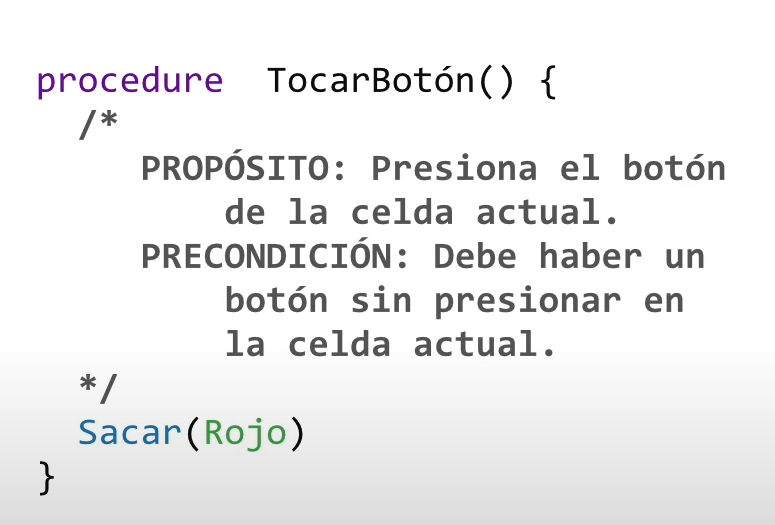 procedure TocarBotón() {
/*
PROPÓSITO: Presiona el botón
de la celda actual.
PRECONDICIÓN: Debe haber un
botón sin presionar en
la celda actual.
*/
Sacar(Rojo)
}